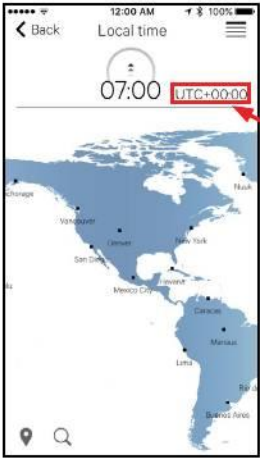 12:00 AM 100%
Back Local time
07:00 UTC+00:00
Nuuk
Vancouver
Denver New York
San Diego
Mexico City
Caracas
Manaus
Lima
Buenos Aires